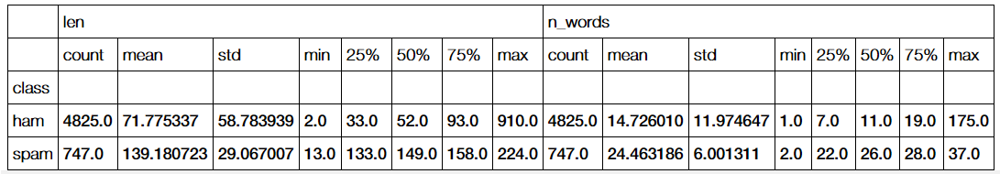 len n_words
count mean std min 25% 50% 75% max count mean std min 25% 50% 75% max
class
ham 4825.0 71.775337 58.783939 2.0 33.0 52.0 93.0 910.0 4825.0 14.726010 11.974647 1.0 7.0 11.0 19.0 175.0
spam 747.0 139.180723 29.067007 13.0 133.0 149.0 158.0 224.0 747.0 24.463186 6.001311 2.0 22.0 26.0 28.0 37.0